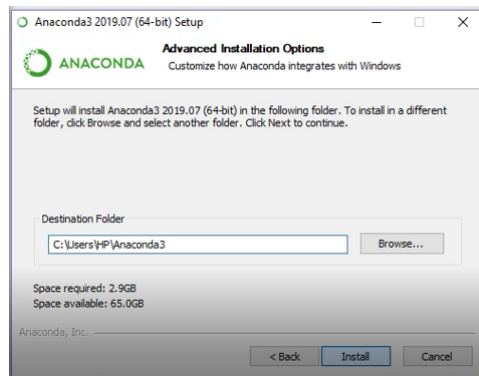 Anaconda3 2019.07 (64-bit) Setup
Advanced Installation Options
ANACONDA
Customize how Anaconda integrates with Windows
Setup will install Anaconda3 2019.07 (64-bit) in the following folder. To install in a different
folder, click Browse and select another folder. Click Next to continue.
Destination Folder
C:\Users\HP\Anaconda3
Browse...
Space required: 2.9GB
Space available: 65.0GB
Anaconda, Inc.
< Back
Install
Cancel